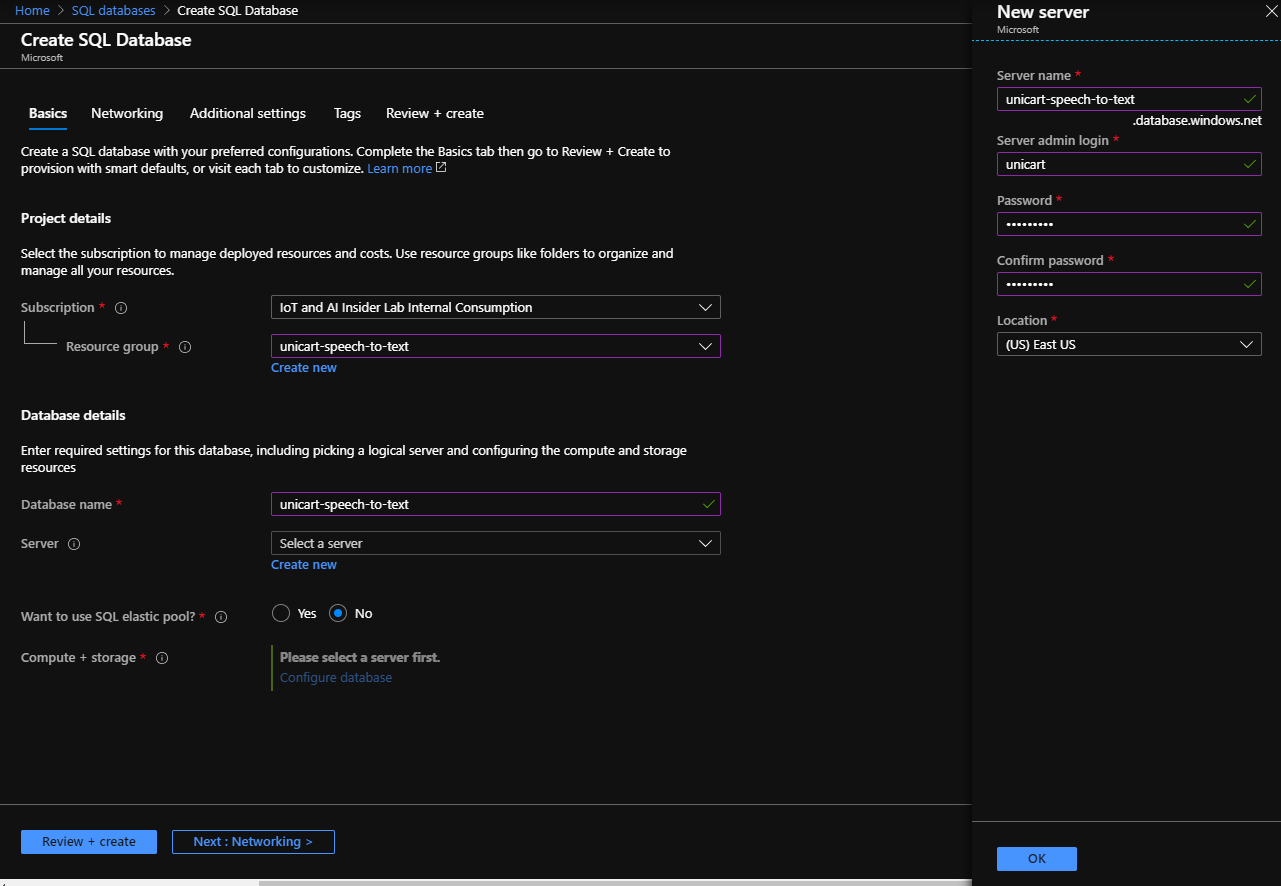 Home > SQL databases > Create SQL Database
Create SQL Database
Microsoft
Basics Networking Additional settings Tags Review + create
Create a SQL database with your preferred configurations. Complete the Basics tab then go to Review + Create to
provision with smart defaults, or visit each tab to customize. Learn more
Project details
Select the subscription to manage deployed resources and costs. Use resource groups like folders to organize and
manage all your resources.
Subscription * IoT and AI Insider Lab Internal Consumption
Resource group * unicart-speech-to-text
Create new
Database details
Enter required settings for this database, including picking a logical server and configuring the compute and storage
resources
Database name * unicart-speech-to-text
Server Select a server
Create new
Want to use SQL elastic pool? * Yes No
Compute + storage * Please select a server first.
Configure database
Review + create Next : Networking >
New server
Microsoft
Server name *
unicart-speech-to-text
.database.windows.net
Server admin login *
unicart
Password *
•••••••••
Confirm password *
•••••••••
Location *
(US) East US
OK